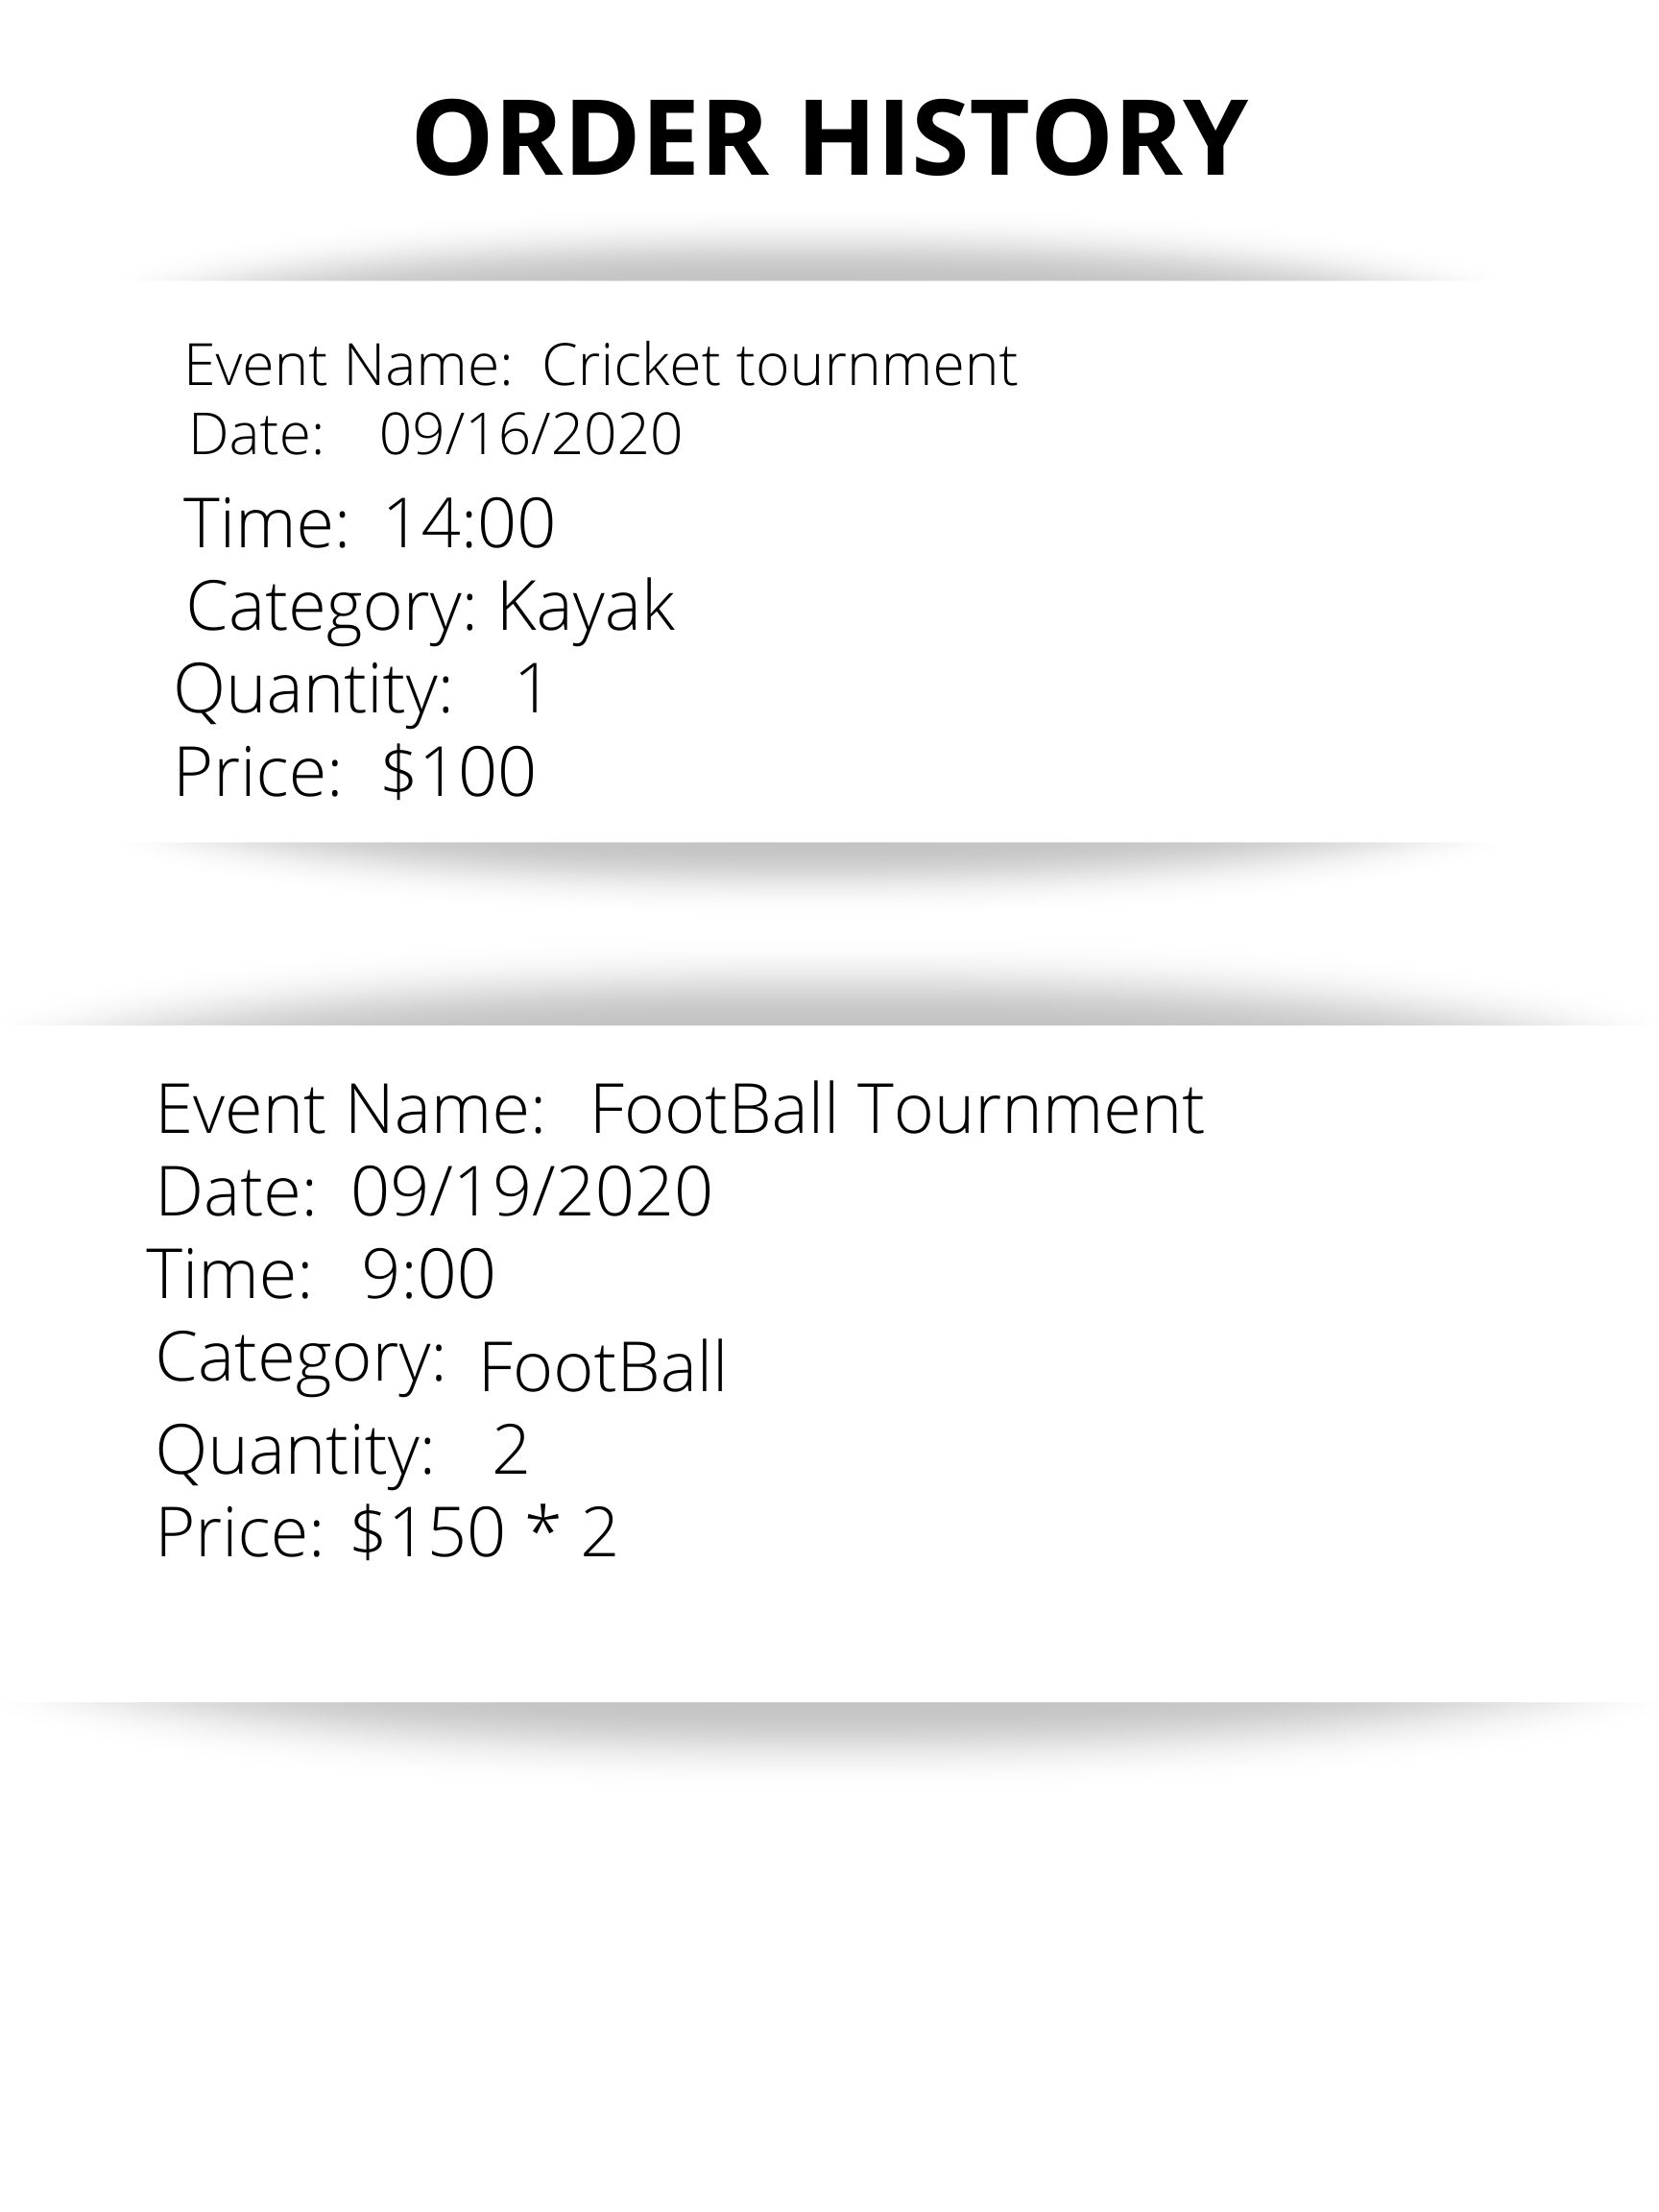 ORDER HISTORY
Event Name: Cricket tournment
Date: 09/16/2020
Time: 14:00
Category: Kayak
Quantity: 1
Price: $100
Event Name: FootBall Tournment
Date: 09/19/2020
Time: 9:00
Category: FootBall
Quantity: 2
Price: $150 * 2